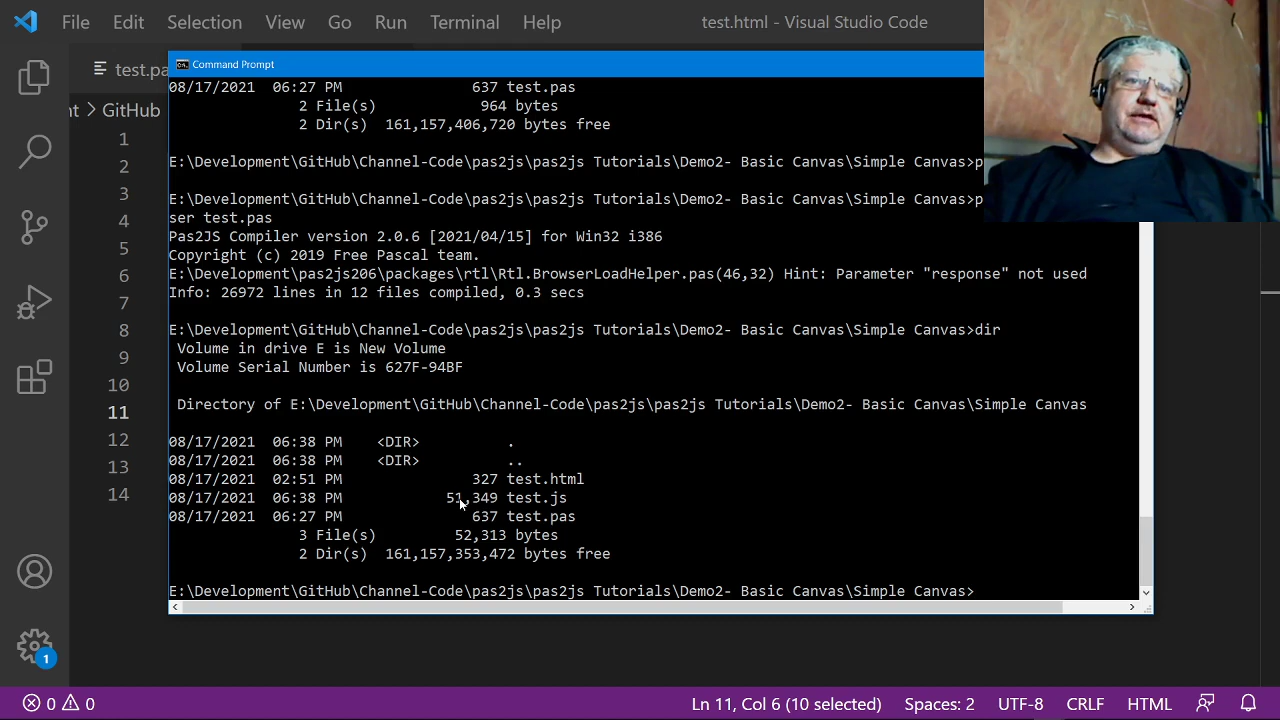 File Edit Selection View Go Run Terminal Help test.html - Visual Studio Code
test.pa
Command Prompt
nt > GitHub
08/17/2021 06:27 PM 637 test.pas
2 File(s) 964 bytes
2 Dir(s) 161,157,406,720 bytes free
E:\Development\GitHub\Channel-Code\pas2js\pas2js Tutorials\Demo2- Basic Canvas\Simple Canvas>p
E:\Development\GitHub\Channel-Code\pas2js\pas2js Tutorials\Demo2- Basic Canvas\Simple Canvas>p
ser test.pas
Pas2JS Compiler version 2.0.6 [2021/04/15] for Win32 i386
Copyright (c) 2019 Free Pascal team.
E:\Development\pas2js206\packages\rtl\Rtl.BrowserLoadHelper.pas(46,32) Hint: Parameter "response" not used
Info: 26972 lines in 12 files compiled, 0.3 secs
E:\Development\GitHub\Channel-Code\pas2js\pas2js Tutorials\Demo2- Basic Canvas\Simple Canvas>dir
Volume in drive E is New Volume
Volume Serial Number is 627F-94BF
Directory of E:\Development\GitHub\Channel-Code\pas2js\pas2js Tutorials\Demo2- Basic Canvas\Simple Canvas
08/17/2021 06:38 PM <DIR> .
08/17/2021 06:38 PM <DIR> ..
08/17/2021 02:51 PM 327 test.html
08/17/2021 06:38 PM 51,349 test.js
08/17/2021 06:27 PM 637 test.pas
3 File(s) 52,313 bytes
2 Dir(s) 161,157,353,472 bytes free
E:\Development\GitHub\Channel-Code\pas2js\pas2js Tutorials\Demo2- Basic Canvas\Simple Canvas>
1
2
3
4
5
6
7
8
9
10
11
12
13
14
1
0 0 Ln 11, Col 6 (10 selected) Spaces: 2 UTF-8 CRLF HTML